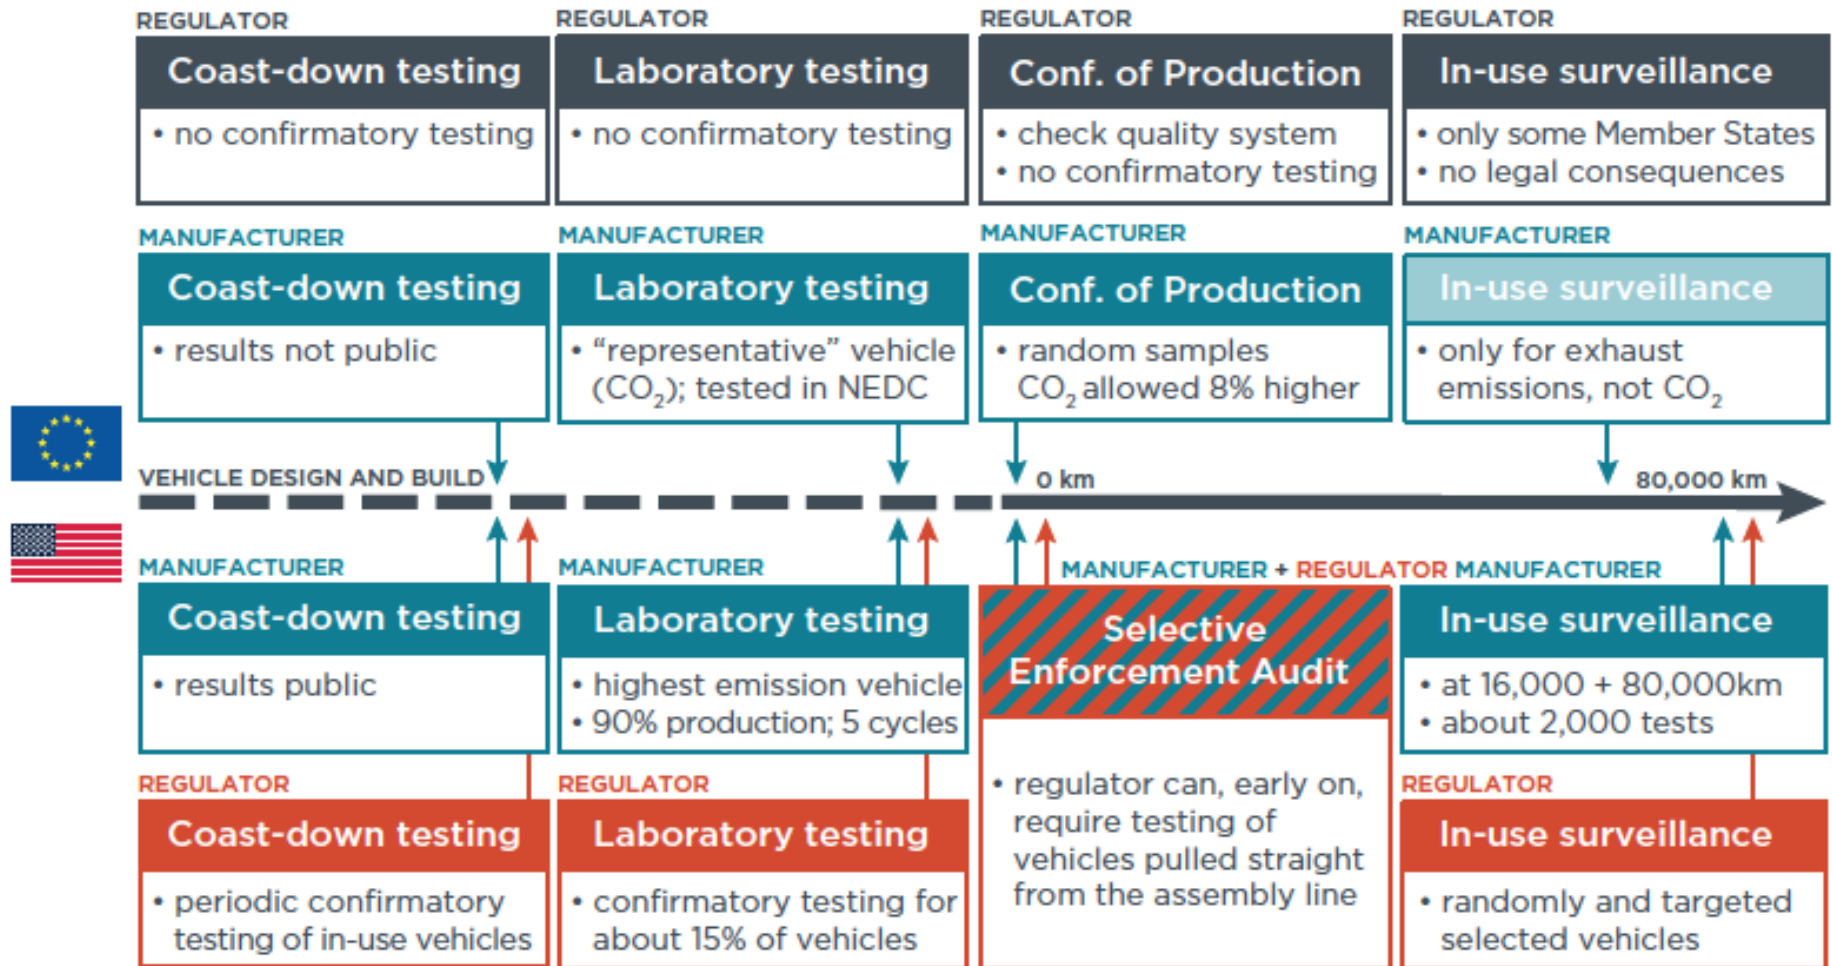 REGULATOR
Coast-down testing
• no confirmatory testing
REGULATOR
Laboratory testing
• no confirmatory testing
REGULATOR
Conf. of Production
• check quality system
• no confirmatory testing
REGULATOR
In-use surveillance
• only some Member States
• no legal consequences
MANUFACTURER
Coast-down testing
• results not public
MANUFACTURER
Laboratory testing
• “representative” vehicle
(CO₂); tested in NEDC
MANUFACTURER
Conf. of Production
• random samples
CO₂ allowed 8% higher
MANUFACTURER
In-use surveillance
• only for exhaust
emissions, not CO₂
VEHICLE DESIGN AND BUILD
0 km
80,000 km
MANUFACTURER
Coast-down testing
• results public
MANUFACTURER
Laboratory testing
• highest emission vehicle
• 90% production; 5 cycles
MANUFACTURER + REGULATOR
Selective
Enforcement Audit
• regulator can, early on,
require testing of
vehicles pulled straight
from the assembly line
MANUFACTURER
In-use surveillance
• at 16,000 + 80,000km
• about 2,000 tests
REGULATOR
Coast-down testing
• periodic confirmatory
testing of in-use vehicles
REGULATOR
Laboratory testing
• confirmatory testing for
about 15% of vehicles
REGULATOR
In-use surveillance
• randomly and targeted
selected vehicles